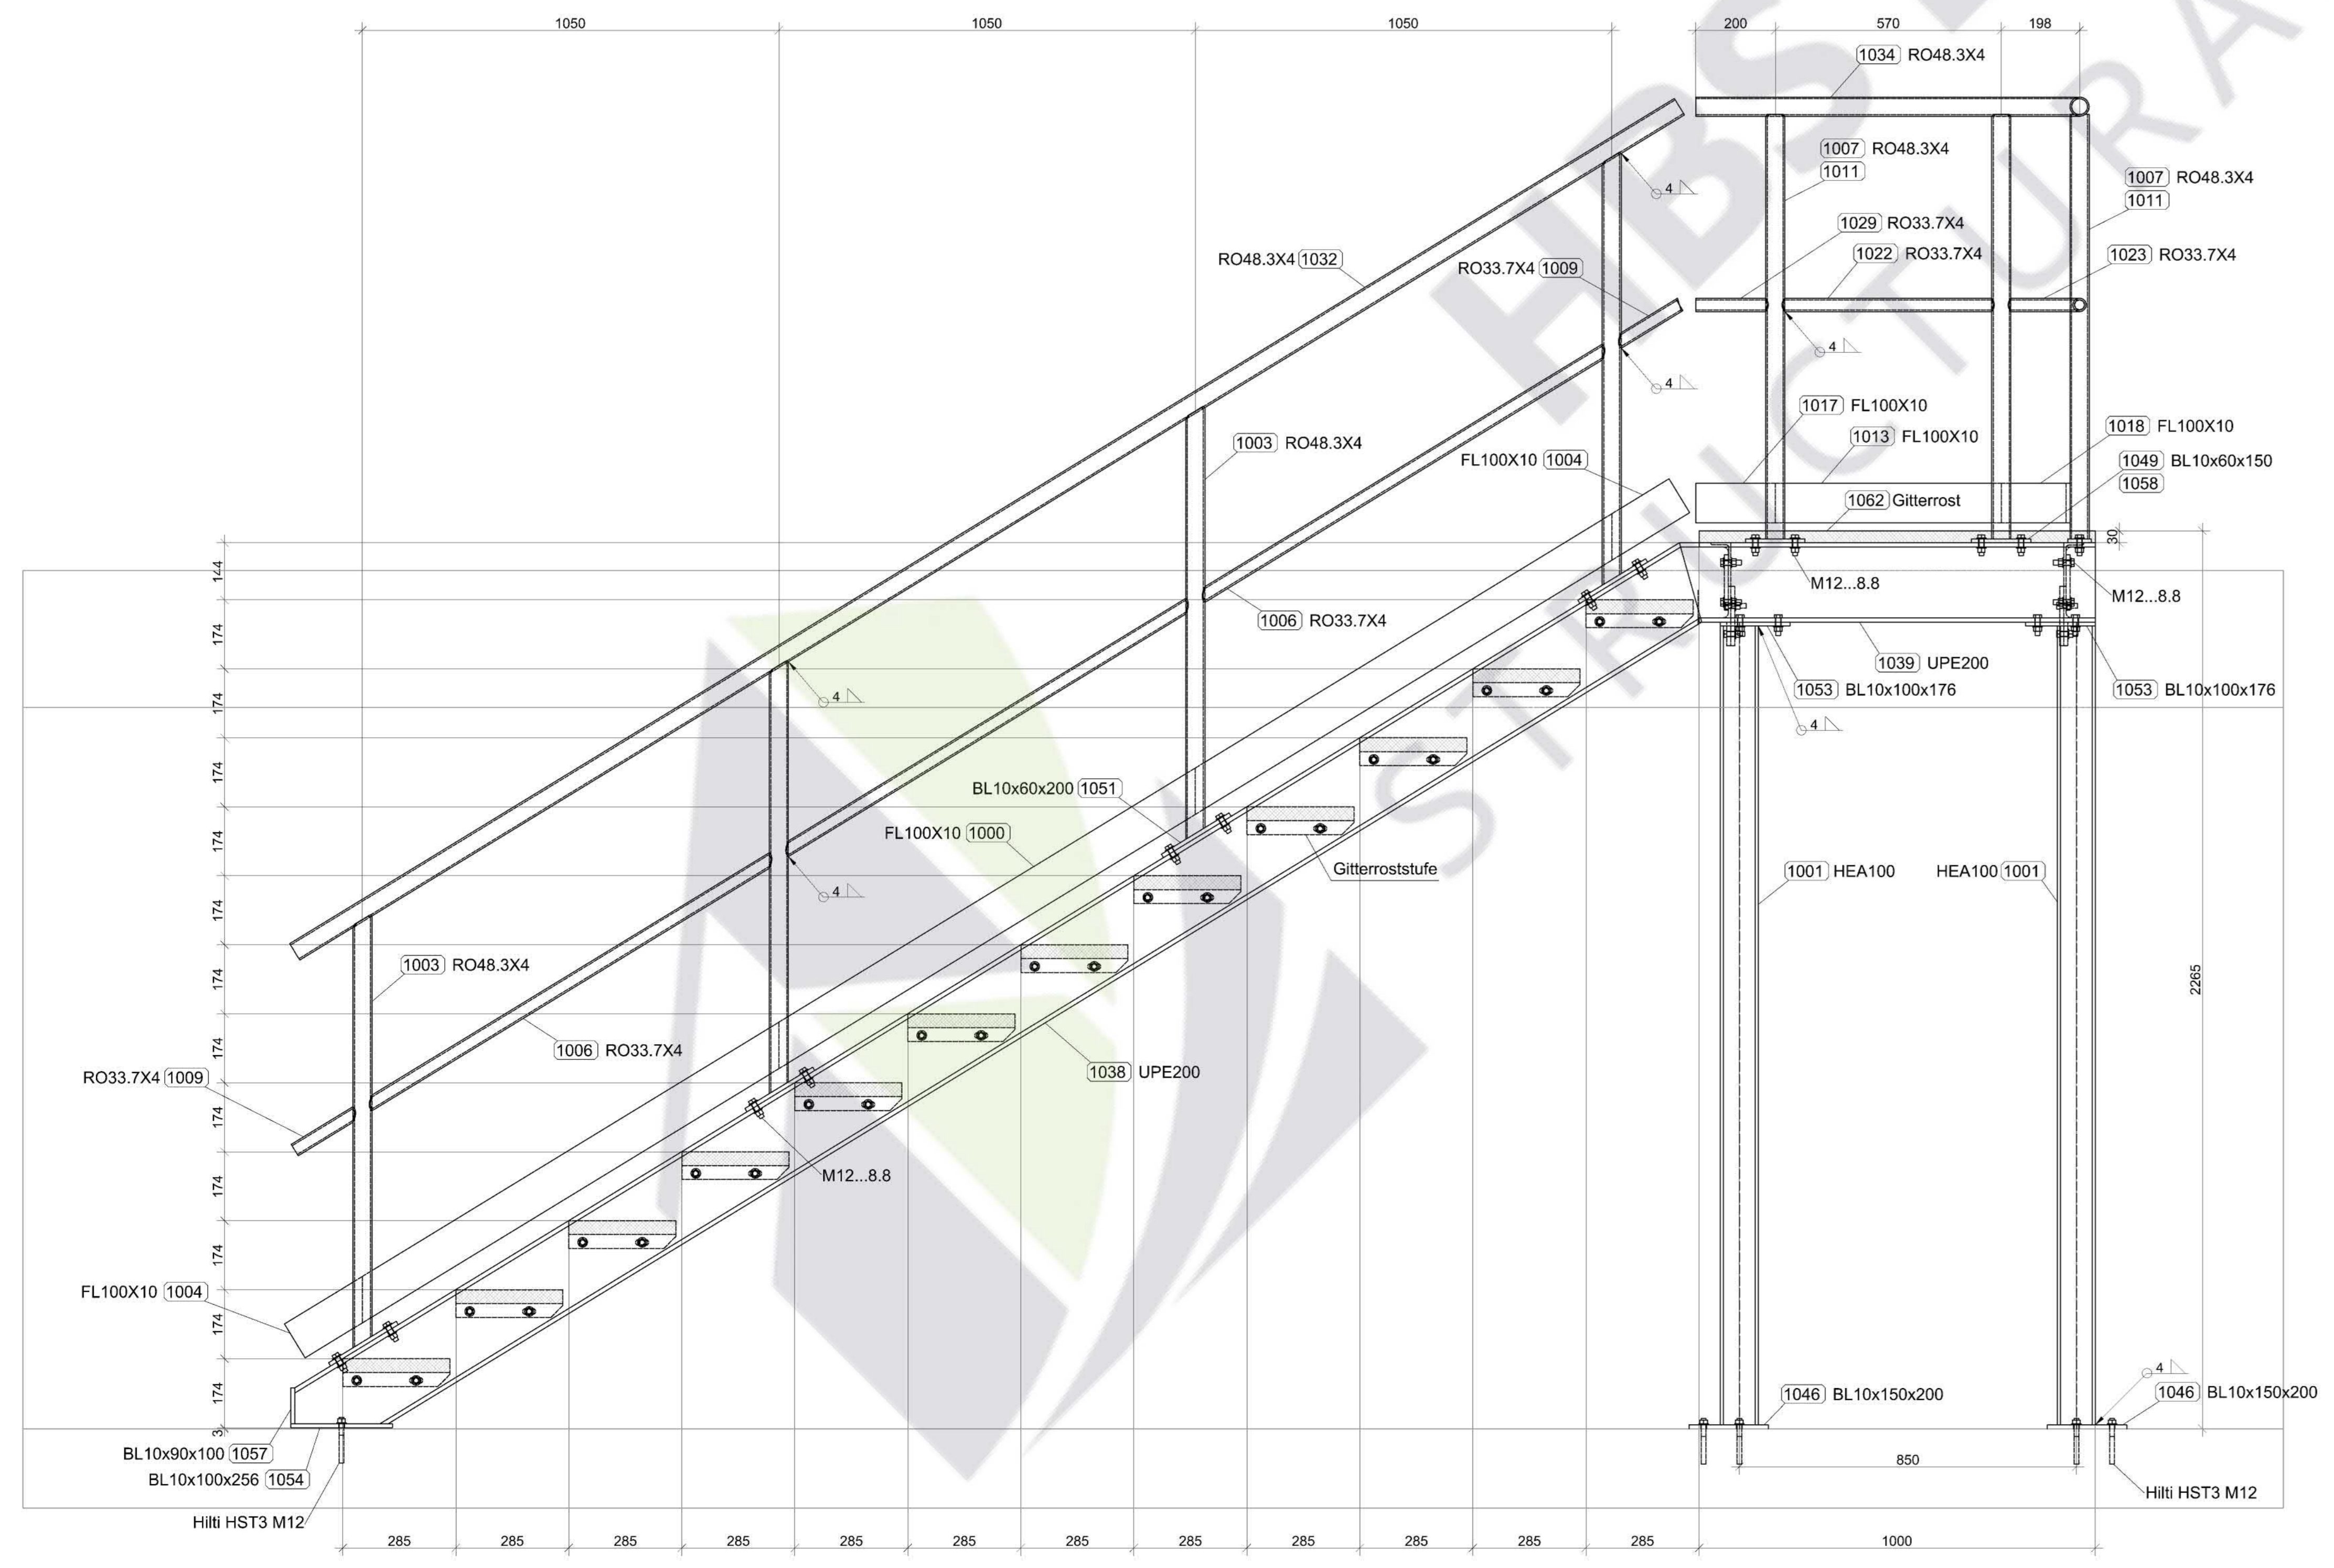 1050
1050
1050
200
570
198
1034 RO48.3X4
1007 RO48.3X4
1011
1007 RO48.3X4
1011
1029 RO33.7X4
1022 RO33.7X4
1023 RO33.7X4
RO48.3X4 1032
RO33.7X4 1009
4
4
4
1017 FL100X10
1013 FL100X10
1018 FL100X10
1003 RO48.3X4
FL100X10 1004
1049 BL10x60x150
1058
1062 Gitterrost
30
M12...8.8
M12...8.8
1006 RO33.7X4
1039 UPE200
1053 BL10x100x176
1053 BL10x100x176
4
4
BL10x60x200 1051
FL100X10 1000
Gitterroststufe
1001 HEA100
HEA100 1001
4
1003 RO48.3X4
2265
1006 RO33.7X4
RO33.7X4 1009
1038 UPE200
M12...8.8
FL100X10 1004
144
174
174
174
174
174
174
174
174
174
174
174
174
3
4
1046 BL10x150x200
1046 BL10x150x200
BL10x90x100 1057
BL10x100x256 1054
850
Hilti HST3 M12
Hilti HST3 M12
285
285
285
285
285
285
285
285
285
285
285
285
1000
HBS
STRUCTURA